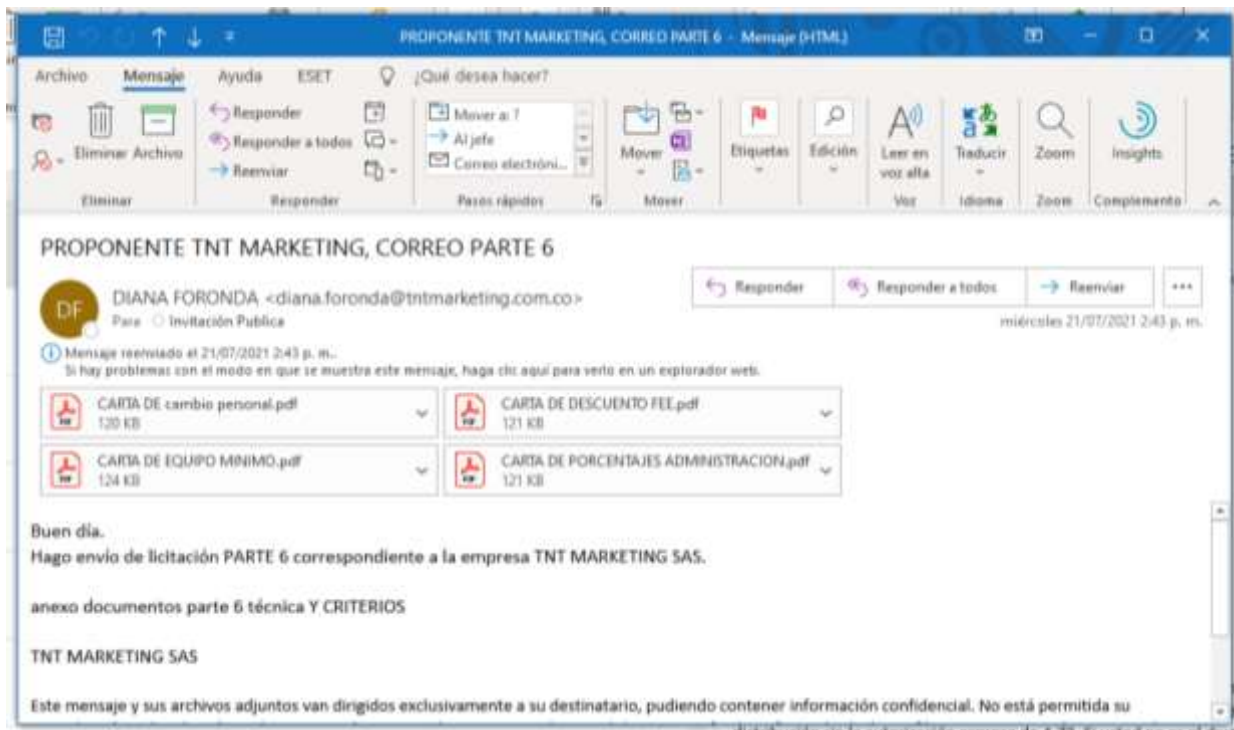 PROPONENTE TNT MARKETING, CORREO PARTE 6 - Mensaje (HTML)
Archivo Mensaje Ayuda ESET ¿Qué desea hacer?
Eliminar Archivo
Responder
Responder a todos
Reenviar
Mover a: ?
Al jefe
Correo electróni...
Mover
Etiquetas
Edición
Leer en voz alta
Traducir
Zoom
Insights
Eliminar Responder Pasos rápidos Mover Voz Idioma Zoom Complemento
PROPONENTE TNT MARKETING, CORREO PARTE 6
DF
DIANA FORONDA <diana.foronda@tntmarketing.com.co>
Para Invitación Publica
Responder Responder a todos Reenviar
miércoles 21/07/2021 2:43 p. m.
Mensaje reenviado el 21/07/2021 2:43 p. m..
Si hay problemas con el modo en que se muestra este mensaje, haga clic aquí para verlo en un explorador web.
CARTA DE cambio personal.pdf
120 KB
CARTA DE DESCUENTO FEE.pdf
121 KB
CARTA DE EQUIPO MINIMO.pdf
124 KB
CARTA DE PORCENTAJES ADMINISTRACION.pdf
121 KB
Buen día.
Hago envío de licitación PARTE 6 correspondiente a la empresa TNT MARKETING SAS.
anexo documentos parte 6 técnica Y CRITERIOS
TNT MARKETING SAS
Este mensaje y sus archivos adjuntos van dirigidos exclusivamente a su destinatario, pudiendo contener información confidencial. No está permitida su